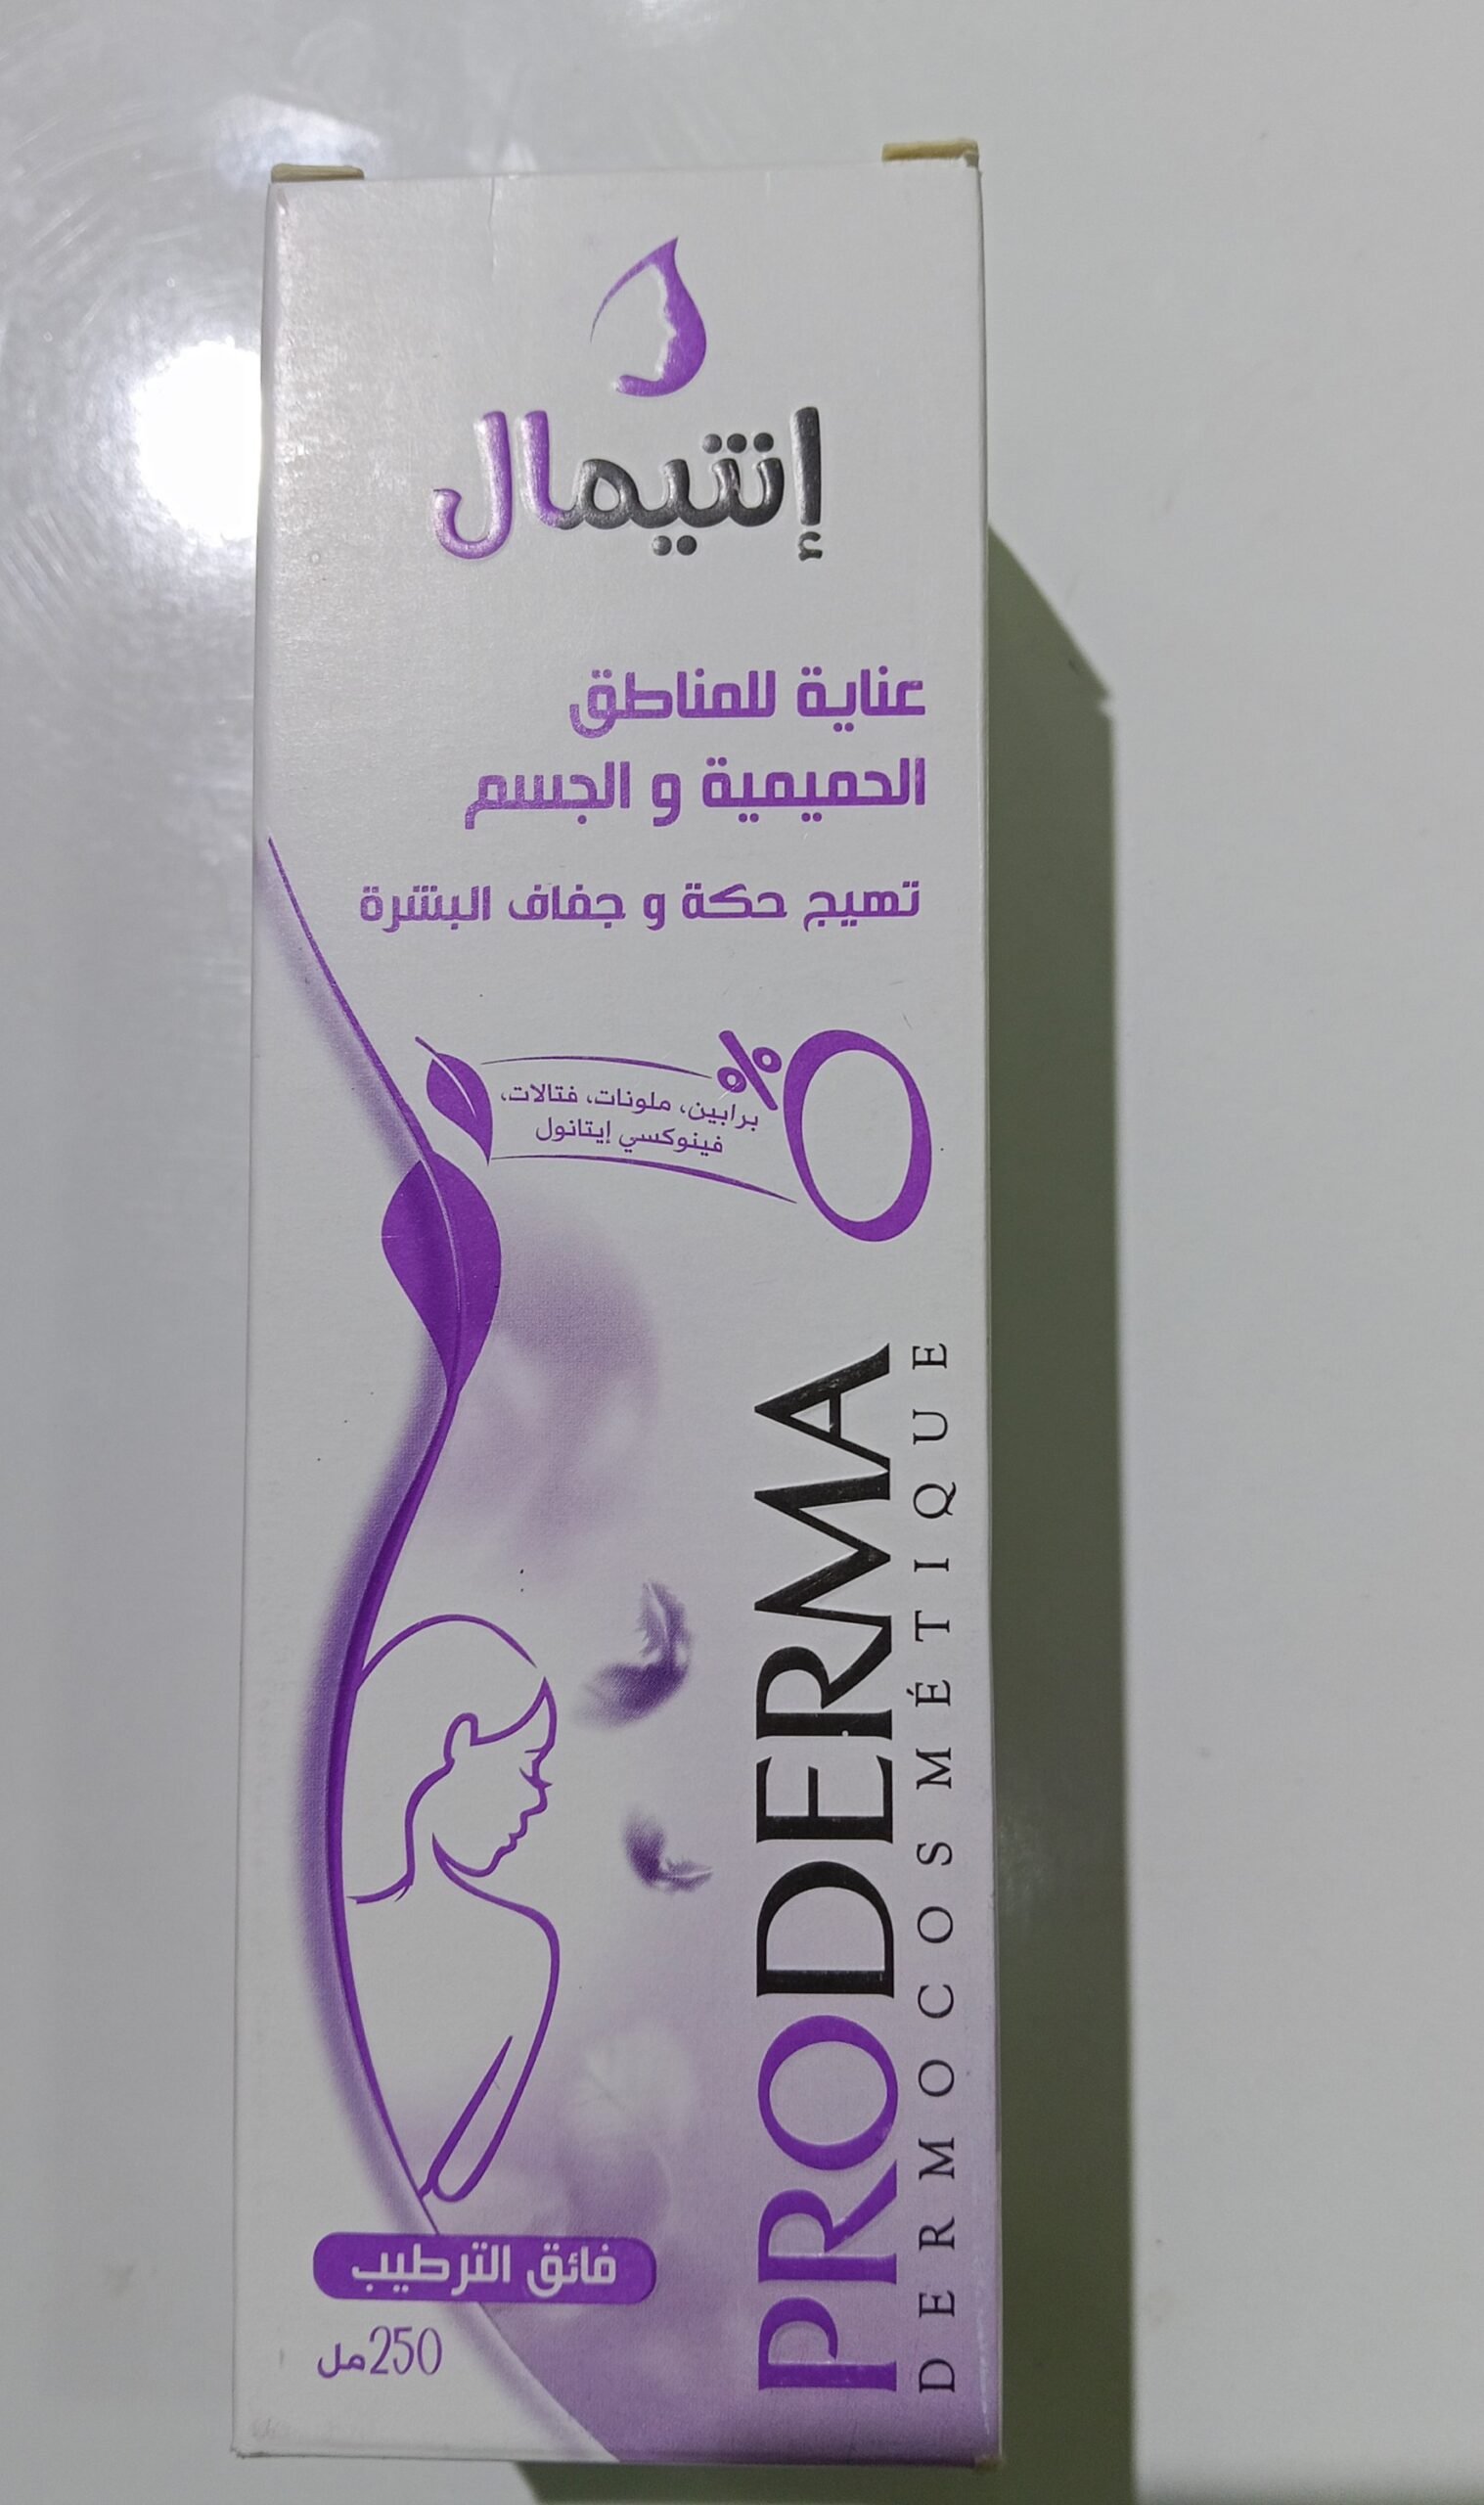 إنتيمال
عناية للمناطق
الحميمية و الجسم
تهيج حكة و جفاف البشرة
0%
برابين، ملونات، فتالات،
فينوكسي إيتانول
PRODERMA
DERMOCOSMÉTIQUE
فائق الترطيب
250مل